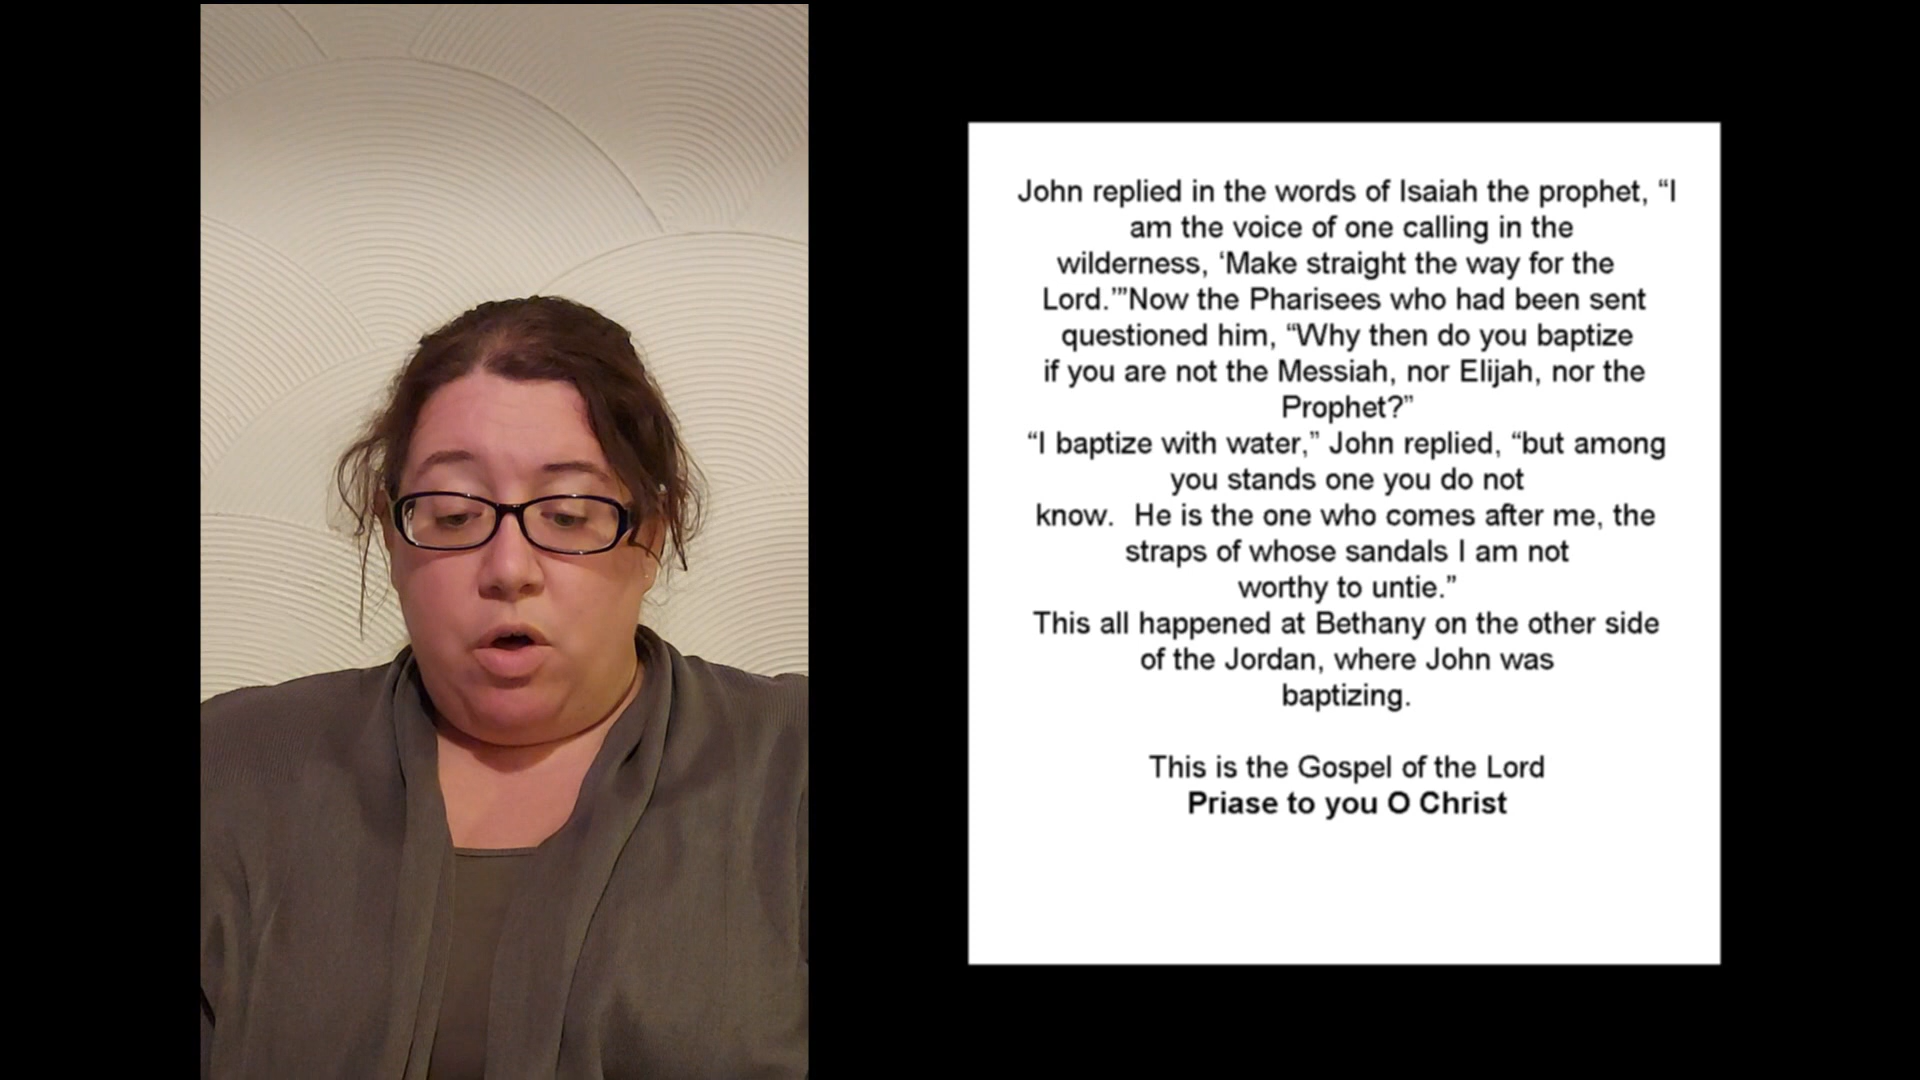 John replied in the words of Isaiah the prophet, “I
am the voice of one calling in the
wilderness, ‘Make straight the way for the
Lord.’”Now the Pharisees who had been sent
questioned him, “Why then do you baptize
if you are not the Messiah, nor Elijah, nor the
Prophet?”
“I baptize with water,” John replied, “but among
you stands one you do not
know.  He is the one who comes after me, the
straps of whose sandals I am not
worthy to untie.”
This all happened at Bethany on the other side
of the Jordan, where John was
baptizing.
This is the Gospel of the Lord
Priase to you O Christ